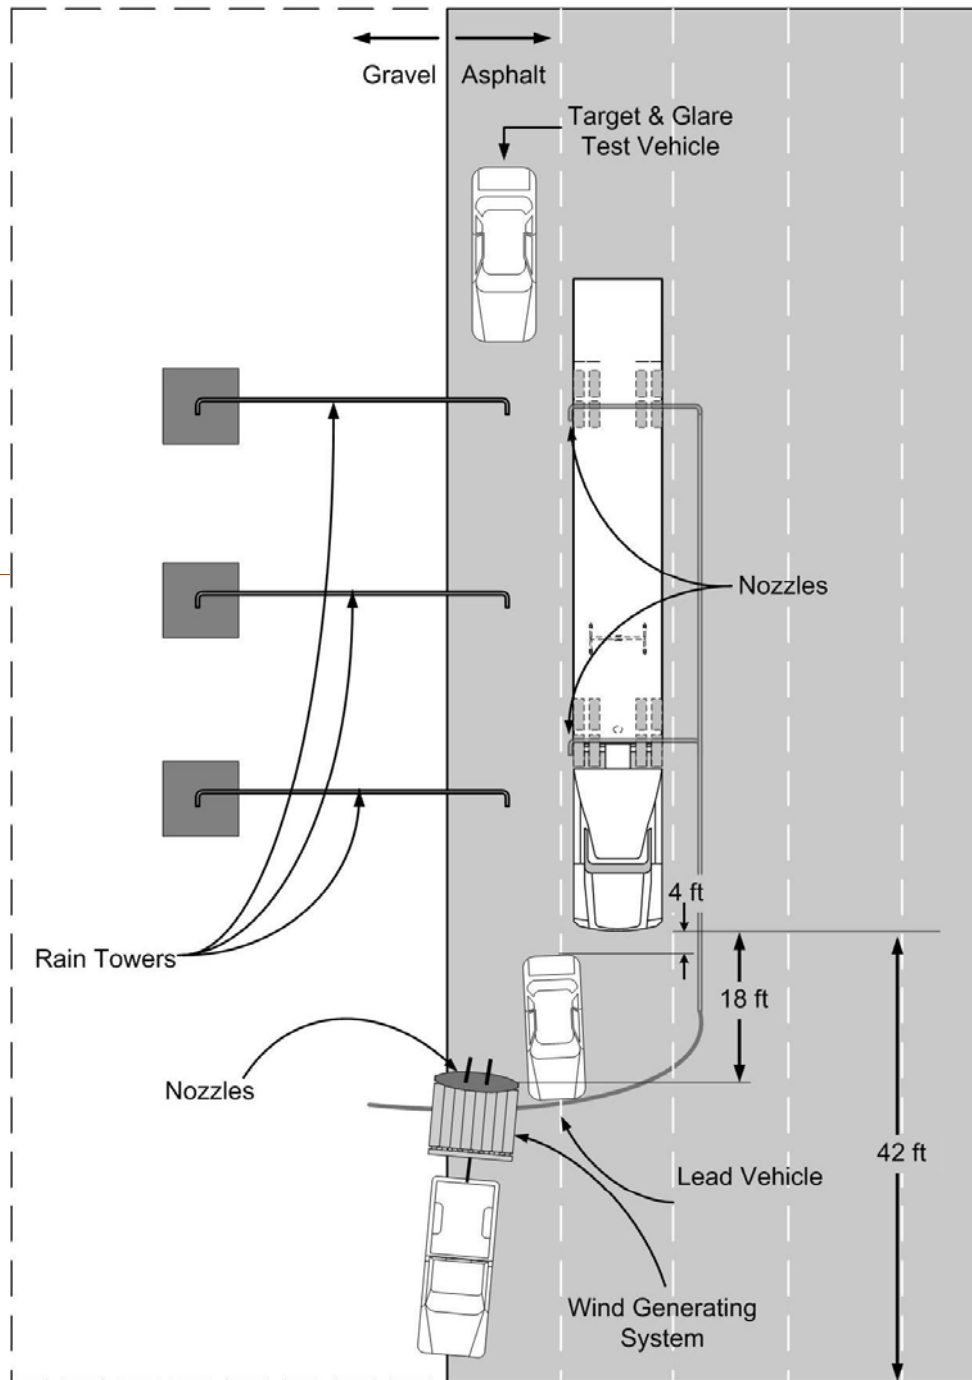 Gravel
Asphalt
Target & Glare
Test Vehicle
Nozzles
4 ft
Rain Towers
18 ft
Nozzles
42 ft
Lead Vehicle
Wind Generating
System